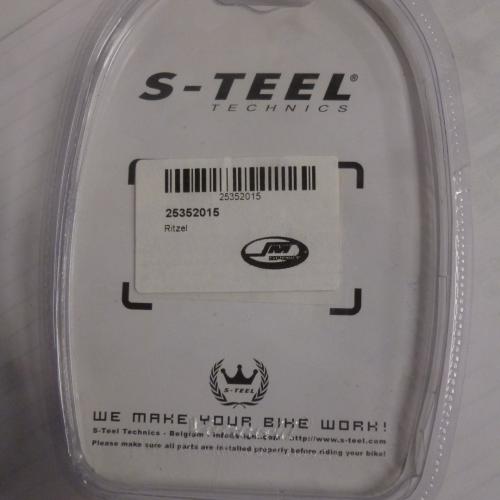 S-TEEL®
TECHNICS
25352015
25352015
Ritzel
S-TEEL
WE MAKE YOUR BIKE WORK!
S-Teel Technics - Belgium - http://www.s-teel.com
Please make sure all parts are installed properly before riding your bike!